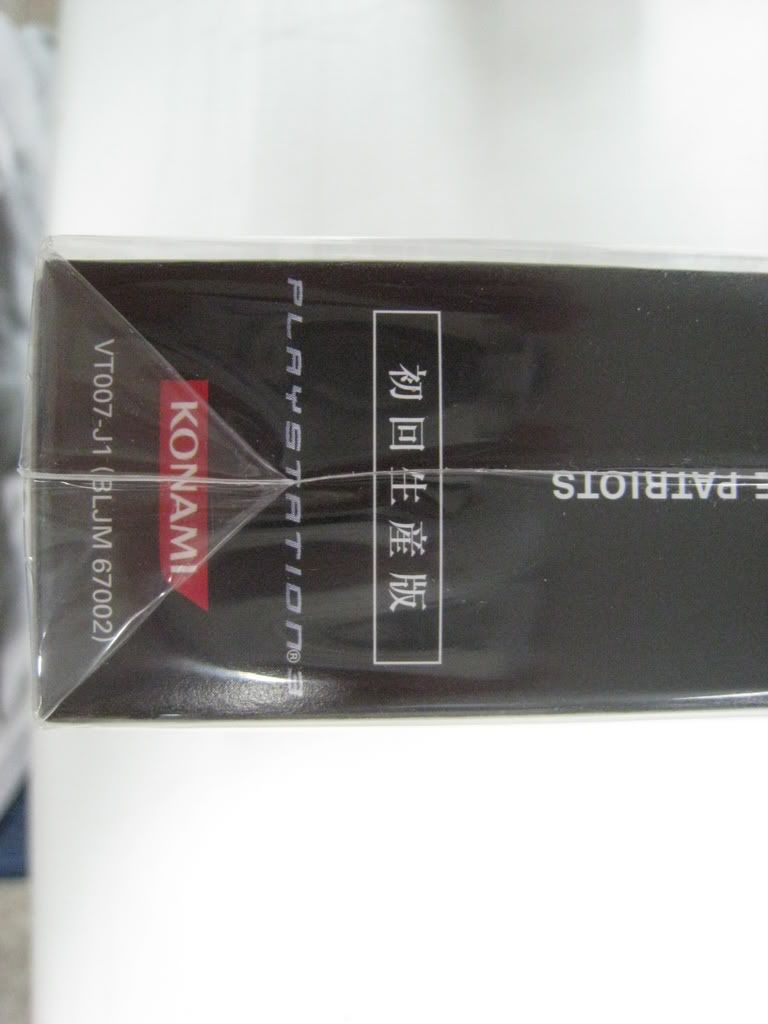 E PATRIOTS
初回生産版
PLAYSTATION®3
KONAMI
VT007-J1 (BLJM 67002)